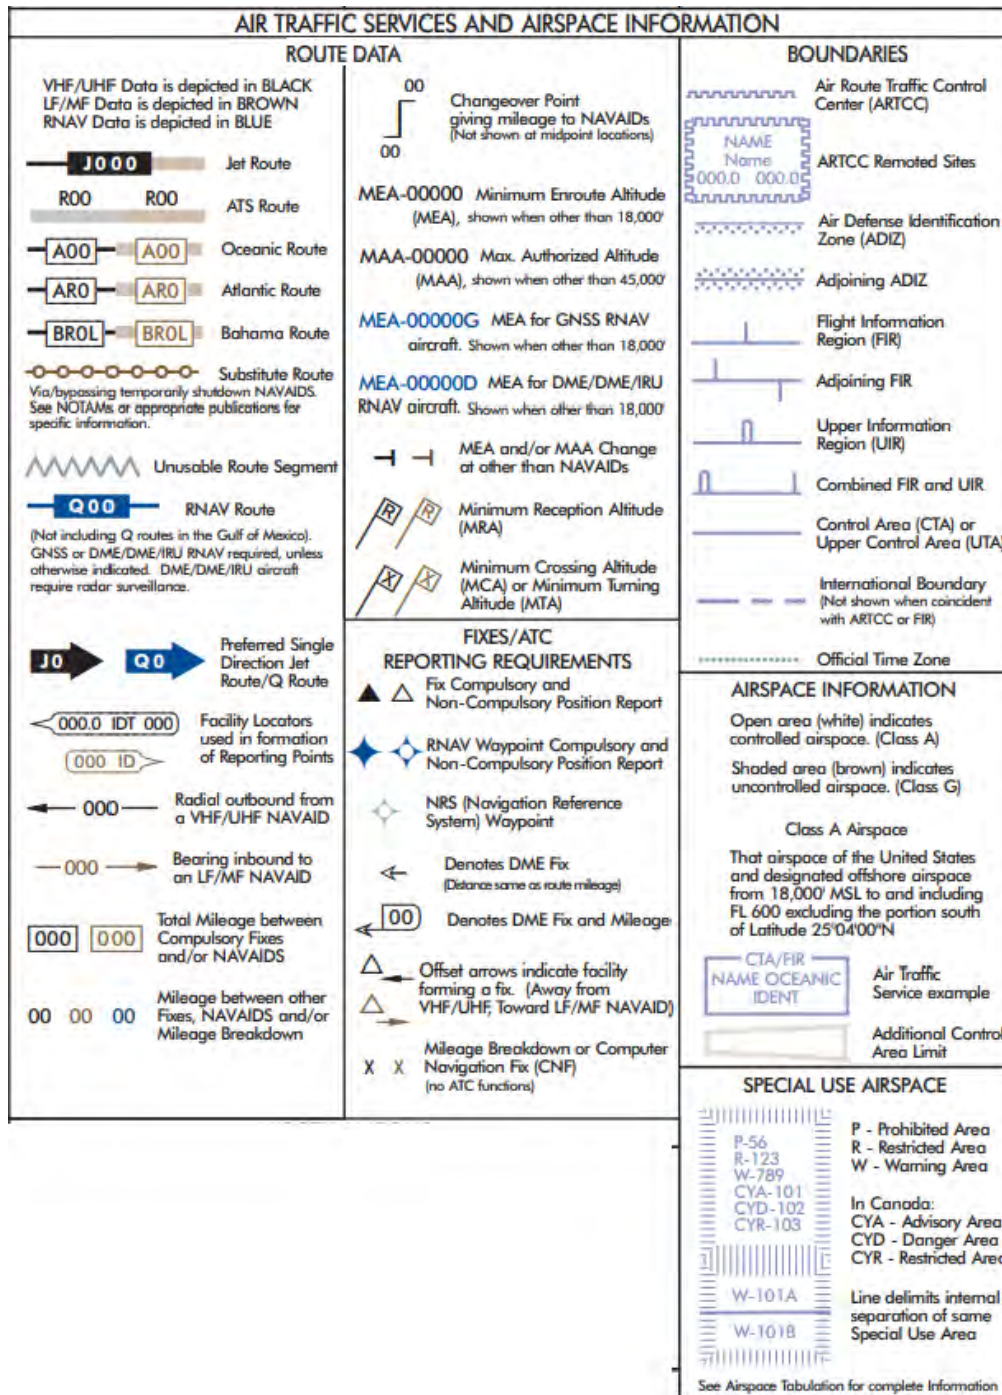 AIR TRAFFIC SERVICES AND AIRSPACE INFORMATION
ROUTE DATA
VHF/UHF Data is depicted in BLACK
LF/MF Data is depicted in BROWN
RNAV Data is depicted in BLUE
J000
Jet Route
R00 R00
ATS Route
A00 A00
Oceanic Route
AR0 AR0
Atlantic Route
BR0L BR0L
Bahama Route
Substitute Route
Via/bypassing temporarily shutdown NAVAIDS.
See NOTAMs or appropriate publications for
specific information.
Unusable Route Segment
Q00
RNAV Route
(Not including Q routes in the Gulf of Mexico).
GNSS or DME/DME/IRU RNAV required, unless
otherwise indicated. DME/DME/IRU aircraft
require radar surveillance.
J0 Q0
Preferred Single
Direction Jet
Route/Q Route
000.0 IDT 000
000 ID
Facility Locators
used in formation
of Reporting Points
000
Radial outbound from
a VHF/UHF NAVAID
000
Bearing inbound to
an LF/MF NAVAID
000 000
Total Mileage between
Compulsory Fixes
and/or NAVAIDS
00 00 00
Mileage between other
Fixes, NAVAIDS and/or
Mileage Breakdown
00
00
Changeover Point
giving mileage to NAVAIDs
(Not shown at midpoint locations)
MEA-00000 Minimum Enroute Altitude
(MEA), shown when other than 18,000'
MAA-00000 Max. Authorized Altitude
(MAA), shown when other than 45,000'
MEA-00000G MEA for GNSS RNAV
aircraft. Shown when other than 18,000'
MEA-00000D MEA for DME/DME/IRU
RNAV aircraft. Shown when other than 18,000'
MEA and/or MAA Change
at other than NAVAIDs
R R
Minimum Reception Altitude
(MRA)
X X
Minimum Crossing Altitude
(MCA) or Minimum Turning
Altitude (MTA)
FIXES/ATC
REPORTING REQUIREMENTS
Fix Compulsory and
Non-Compulsory Position Report
RNAV Waypoint Compulsory and
Non-Compulsory Position Report
NRS (Navigation Reference
System) Waypoint
Denotes DME Fix
(Distance same as route mileage)
00
Denotes DME Fix and Mileage
Offset arrows indicate facility
forming a fix. (Away from
VHF/UHF, Toward LF/MF NAVAID)
X X
Mileage Breakdown or Computer
Navigation Fix (CNF)
(no ATC functions)
BOUNDARIES
Air Route Traffic Control
Center (ARTCC)
NAME
Name
000.0 000.0
ARTCC Remoted Sites
Air Defense Identification
Zone (ADIZ)
Adjoining ADIZ
Flight Information
Region (FIR)
Adjoining FIR
Upper Information
Region (UIR)
Combined FIR and UIR
Control Area (CTA) or
Upper Control Area (UTA)
International Boundary
(Not shown when coincident
with ARTCC or FIR)
Official Time Zone
AIRSPACE INFORMATION
Open area (white) indicates
controlled airspace. (Class A)
Shaded area (brown) indicates
uncontrolled airspace. (Class G)
Class A Airspace
That airspace of the United States
and designated offshore airspace
from 18,000' MSL to and including
FL 600 excluding the portion south
of Latitude 25°04'00"N
CTA/FIR
NAME OCEANIC
IDENT
Air Traffic
Service example
Additional Control
Area Limit
SPECIAL USE AIRSPACE
P-56
R-123
W-789
CYA-101
CYD-102
CYR-103
P - Prohibited Area
R - Restricted Area
W - Warning Area
In Canada:
CYA - Advisory Area
CYD - Danger Area
CYR - Restricted Area
W-101A
W-101B
Line delimits internal
separation of same
Special Use Area
See Airspace Tabulation for complete Information